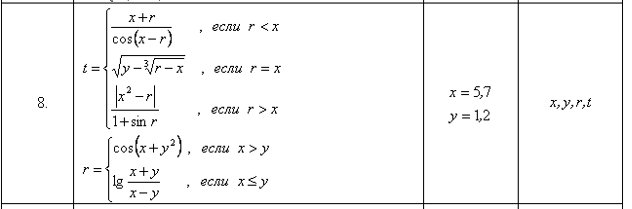 8.
t = { (x+r)/cos(x−r) , если r < x
√(y−∛(r−x)) , если r = x
|x²−r|/(1+sin r) , если r > x
r = { cos(x+y²) , если x > y
lg (x+y)/(x−y) , если x ≤ y
x = 5,7
y = 1,2
x,y,r,t